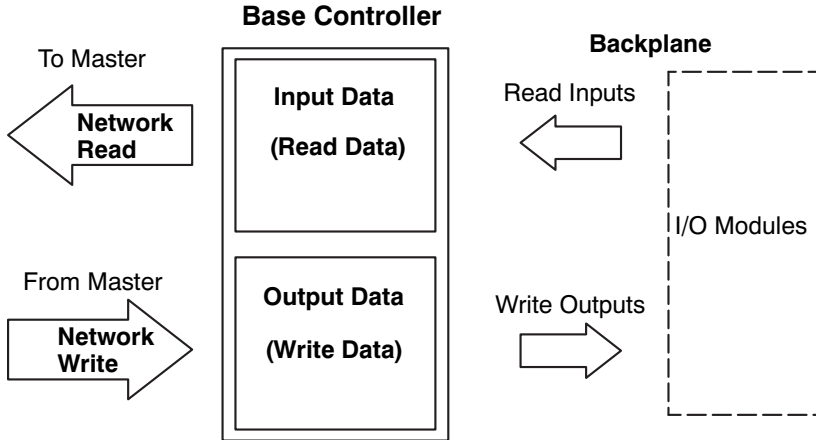 Base Controller
Backplane
To Master
Network
Read
Input Data
(Read Data)
Read Inputs
I/O Modules
From Master
Network
Write
Output Data
(Write Data)
Write Outputs